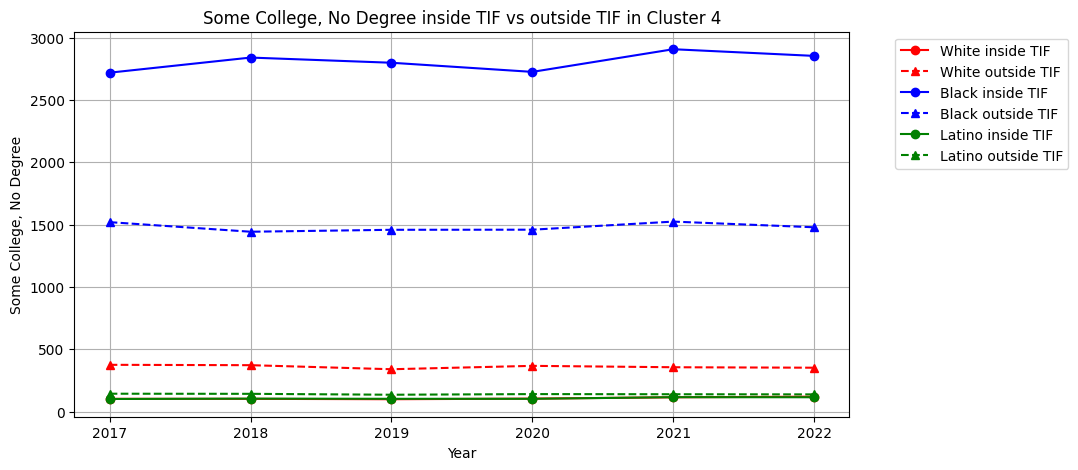 Some College, No Degree inside TIF vs outside TIF in Cluster 4
3000
2500
2000
1500
1000
500
0
Some College, No Degree
2017 2018 2019 2020 2021 2022
Year
White inside TIF
White outside TIF
Black inside TIF
Black outside TIF
Latino inside TIF
Latino outside TIF